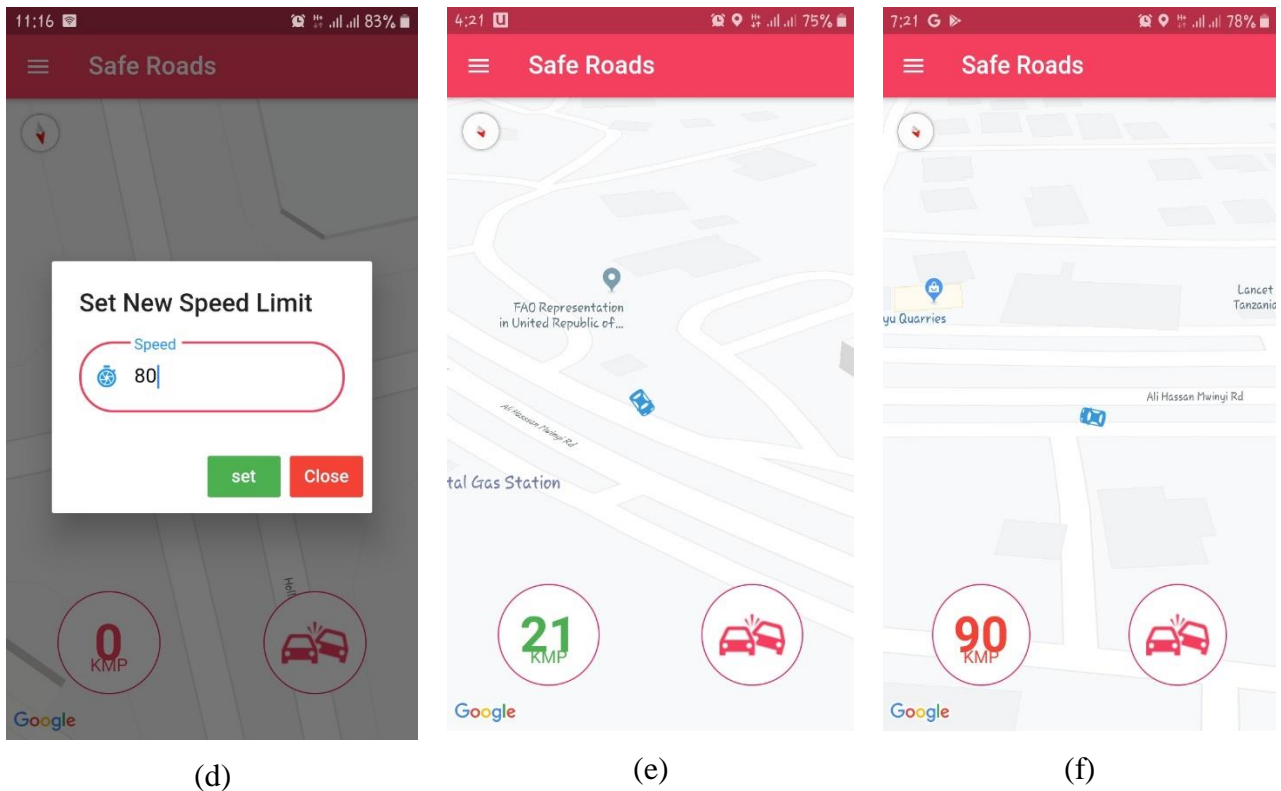 11:16
83%
Safe Roads
Set New Speed Limit
Speed
80
set
Close
0
KMP
Google
(d)
4:21
75%
Safe Roads
FAO Representation
in United Republic of...
Ali Hassan Mwinyi Rd
tal Gas Station
21
KMP
Google
(e)
7:21 G
78%
Safe Roads
Lancet
Tanzania
yu Quarries
Ali Hassan Mwinyi Rd
90
KMP
Google
(f)